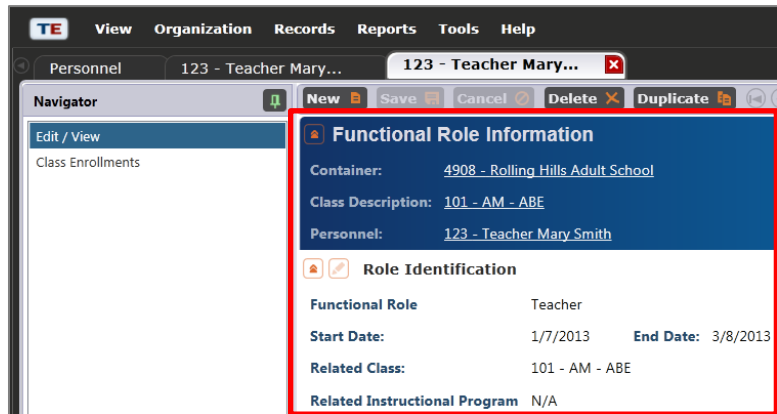 TE View Organization Records Reports Tools Help
Personnel 123 - Teacher Mary... 123 - Teacher Mary...
Navigator New Save Cancel Delete Duplicate
Edit / View
Class Enrollments
Functional Role Information
Container: 4908 - Rolling Hills Adult School
Class Description: 101 - AM - ABE
Personnel: 123 - Teacher Mary Smith
Role Identification
Functional Role Teacher
Start Date: 1/7/2013 End Date: 3/8/2013
Related Class: 101 - AM - ABE
Related Instructional Program N/A